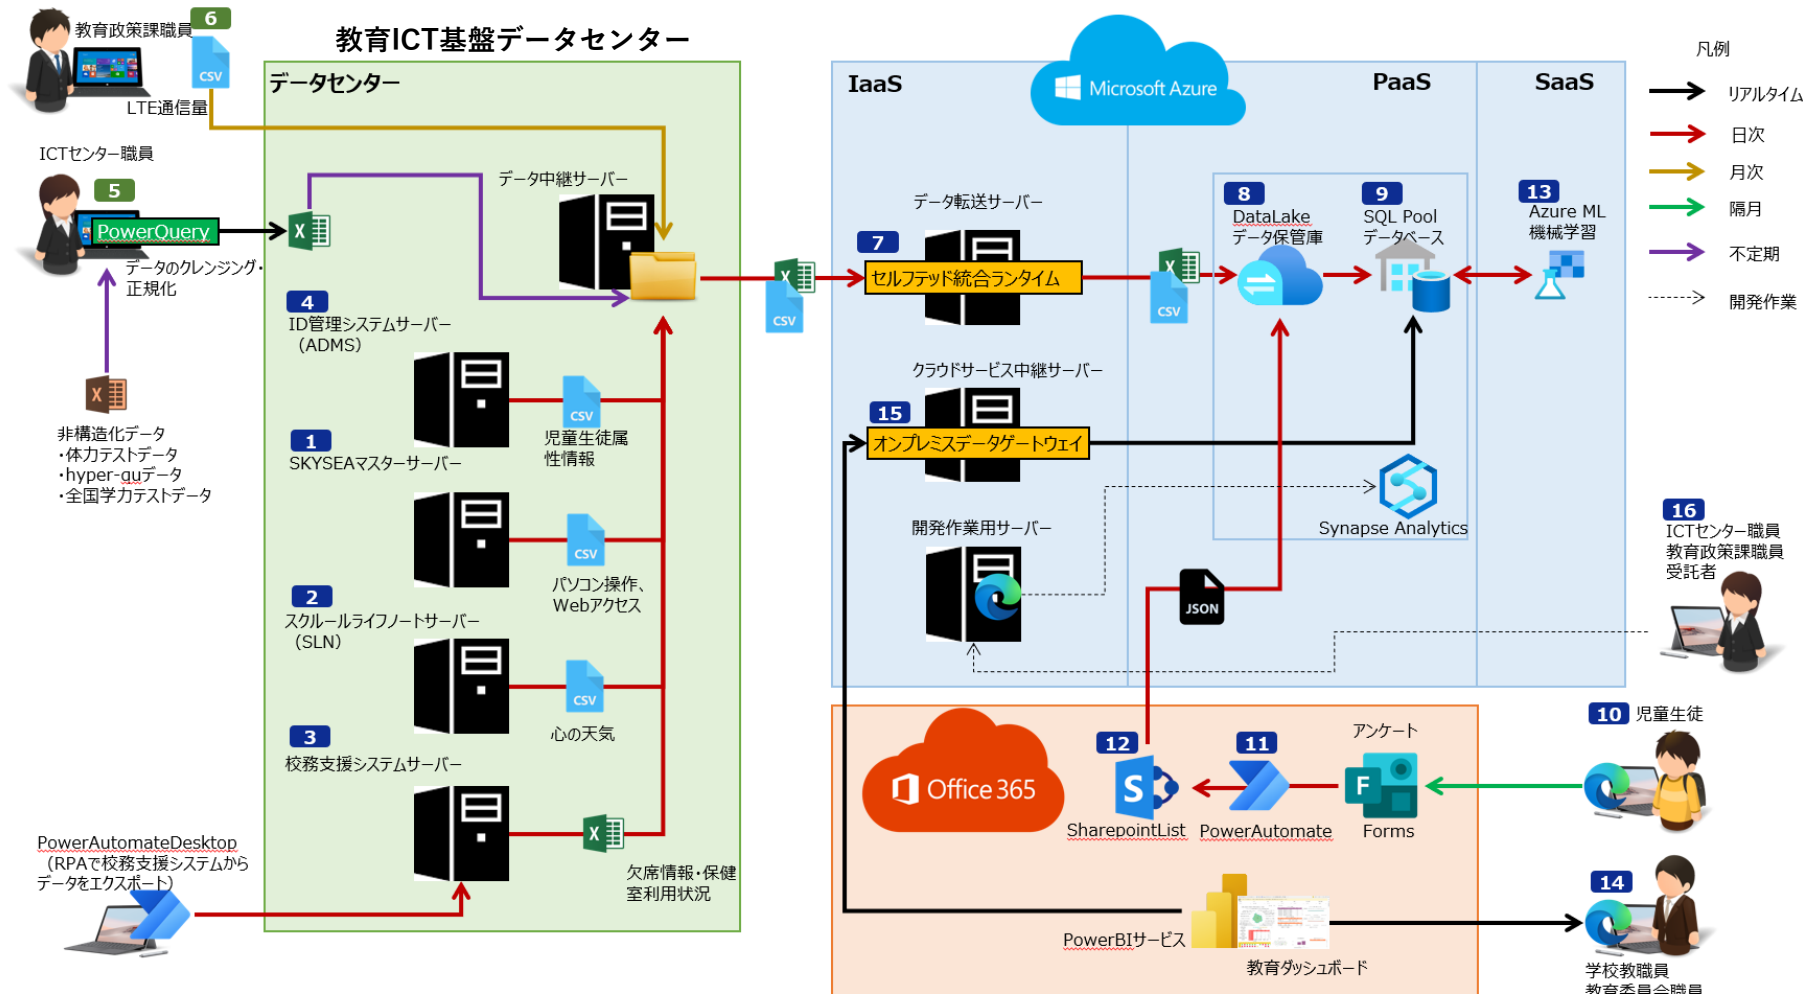 教育ICT基盤データセンター
教育政策課職員
6
CSV
LTE通信量
ICTセンター職員
5
PowerQuery
データのクレンジング・
正規化
非構造化データ
・体力テストデータ
・hyper-quデータ
・全国学力テストデータ
PowerAutomateDesktop
（RPAで校務支援システムから
データをエクスポート）
データセンター
データ中継サーバー
4
ID管理システムサーバー
（ADMS）
CSV
児童生徒属
性情報
1
SKYSEAマスターサーバー
CSV
パソコン操作、
Webアクセス
2
スクルールライフノートサーバー
（SLN）
CSV
心の天気
3
校務支援システムサーバー
欠席情報・保健
室利用状況
CSV
IaaS
Microsoft Azure
PaaS
SaaS
データ転送サーバー
7
セルフテッド統合ランタイム
CSV
8
DataLake
データ保管庫
9
SQL Pool
データベース
13
Azure ML
機械学習
クラウドサービス中継サーバー
15
オンプレミスデータゲートウェイ
Synapse Analytics
開発作業用サーバー
JSON
Office 365
12
SharepointList
11
PowerAutomate
アンケート
Forms
PowerBIサービス
教育ダッシュボード
凡例
リアルタイム
日次
月次
隔月
不定期
開発作業
16
ICTセンター職員
教育政策課職員
受託者
10
児童生徒
14
学校教職員
教育委員会職員